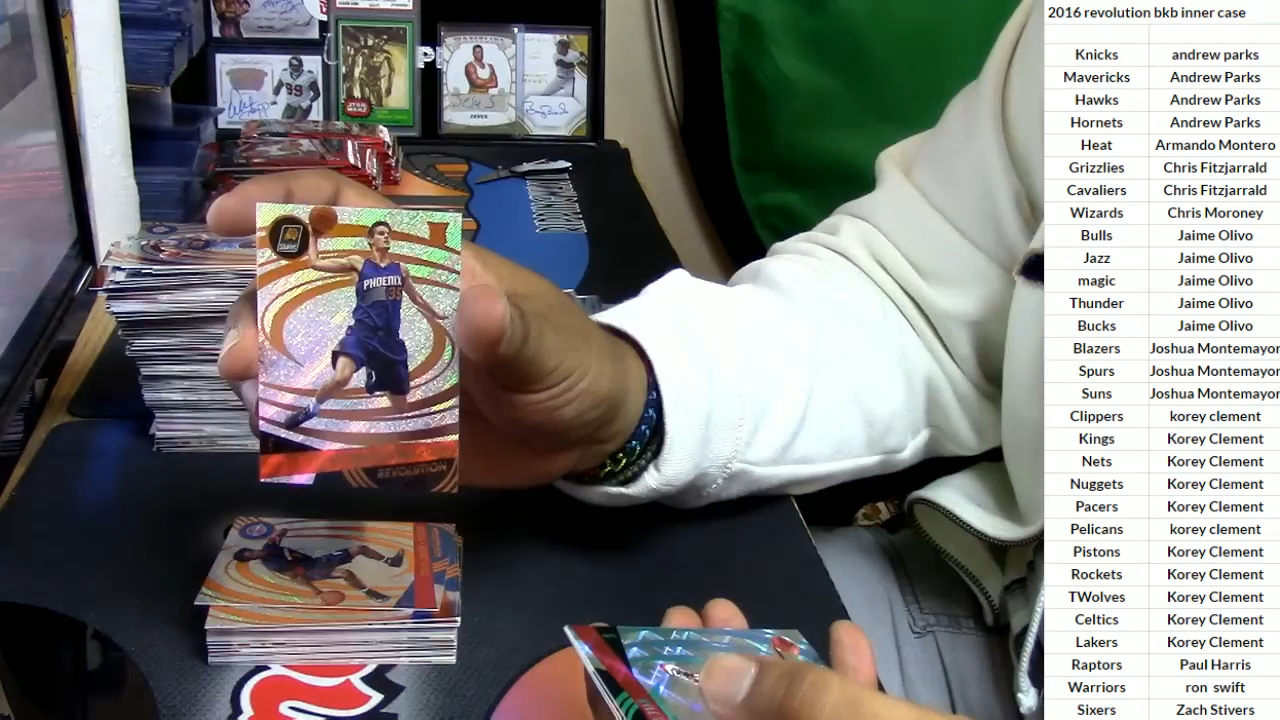 2016 revolution bkb inner case
Knicks andrew parks
Mavericks Andrew Parks
Hawks Andrew Parks
Hornets Andrew Parks
Heat Armando Montero
Grizzlies Chris Fitzjarrald
Cavaliers Chris Fitzjarrald
Wizards Chris Moroney
Bulls Jaime Olivo
Jazz Jaime Olivo
magic Jaime Olivo
Thunder Jaime Olivo
Bucks Jaime Olivo
Blazers Joshua Montemayor
Spurs Joshua Montemayor
Suns Joshua Montemayor
Clippers korey clement
Kings Korey Clement
Nets Korey Clement
Nuggets Korey Clement
Pacers Korey Clement
Pelicans korey clement
Pistons Korey Clement
Rockets Korey Clement
TWolves Korey Clement
Celtics Korey Clement
Lakers Korey Clement
Raptors Paul Harris
Warriors ron swift
Sixers Zach Stivers
STAR
WARS
99
SUNS
PHOENIX
35
REVOLUTION